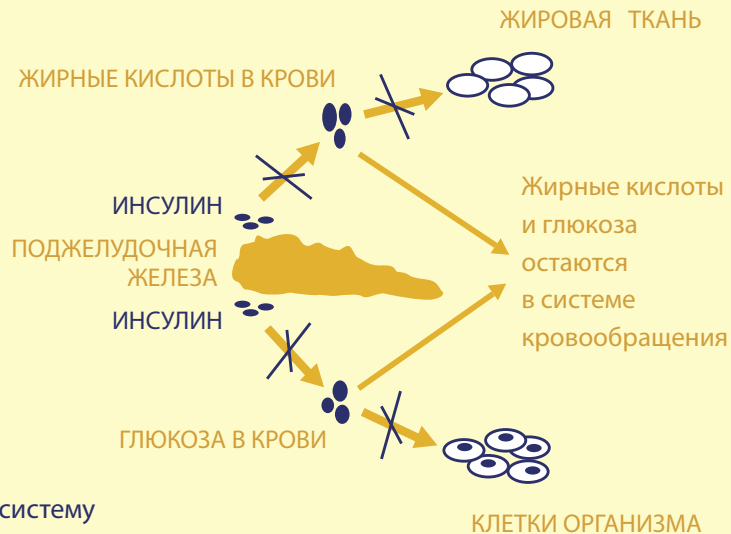 ЖИРОВАЯ ТКАНЬ
ЖИРНЫЕ КИСЛОТЫ В КРОВИ
ИНСУЛИН
ПОДЖЕЛУДОЧНАЯ
ЖЕЛЕЗА
ИНСУЛИН
Жирные кислоты
и глюкоза
остаются
в системе
кровообращения
ГЛЮКОЗА В КРОВИ
систему
КЛЕТКИ ОРГАНИЗМА